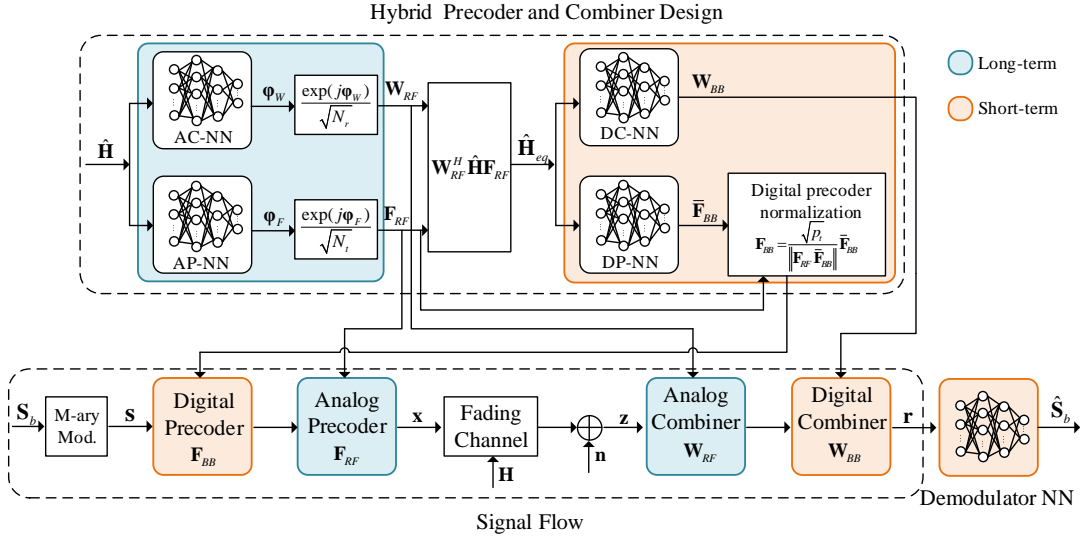 Hybrid Precoder and Combiner Design
Long-term
Short-term
Ĥ
AC-NN
φ_W
exp(jφ_W)
√N_r
W_RF
AP-NN
φ_F
exp(jφ_F)
√N_t
F_RF
W_RF^H Ĥ F_RF
Ĥ_eq
DC-NN
W_BB
DP-NN
F̄_BB
Digital precoder
normalization
F_BB = √p_t / ‖F_RF F̄_BB‖ F̄_BB
S_b
M-ary
Mod.
s
Digital
Precoder
F_BB
Analog
Precoder
F_RF
x
Fading
Channel
H
n
z
Analog
Combiner
W_RF
Digital
Combiner
W_BB
r
Ŝ_b
Demodulator NN
Signal Flow